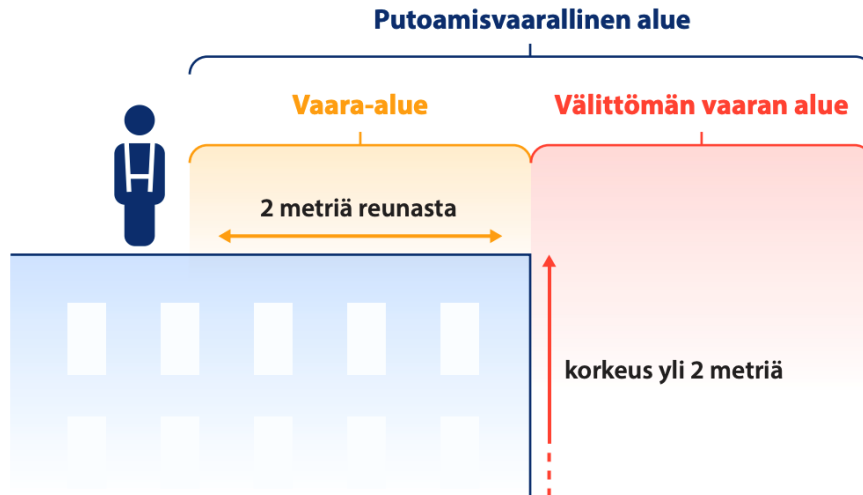 Putoamisvaarallinen alue
Vaara-alue
Välittömän vaaran alue
2 metriä reunasta
korkeus yli 2 metriä